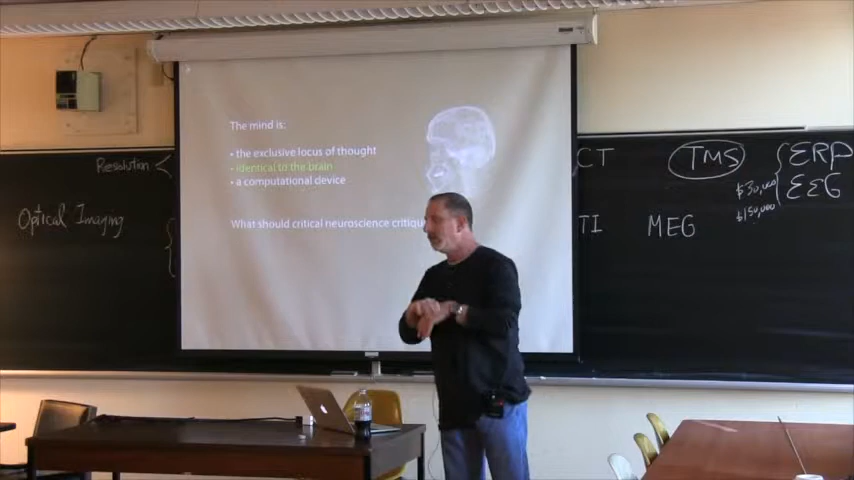 The mind is:
• the exclusive locus of thought
• identical to the brain
• a computational device
What should critical neuroscience
Resolution
Optical Imaging
CT
TMS
ERP
EEG
$30,000
$150,000
TI
MEG